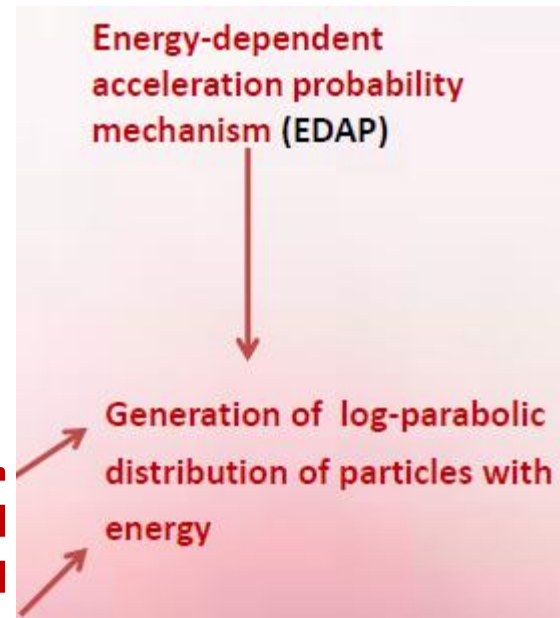 Energy-dependent
acceleration probability
mechanism (EDAP)
Generation of log-parabolic
distribution of particles with
energy